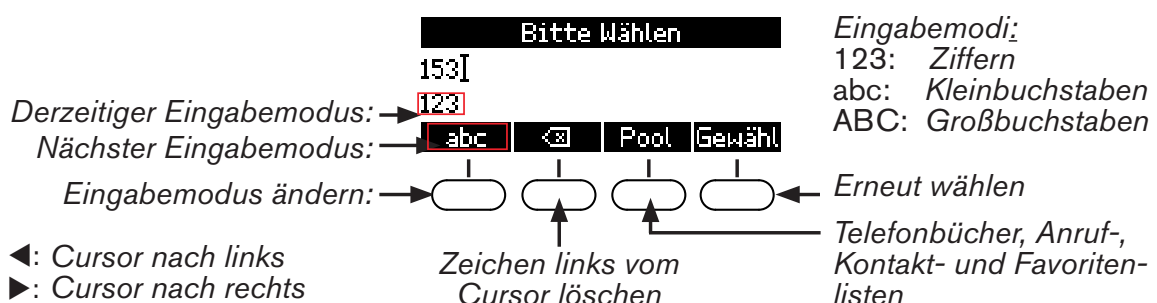 Bitte Wählen
153
123
abc ⌫ Pool Gewähl
Derzeitiger Eingabemodus:
Nächster Eingabemodus:
Eingabemodus ändern:
◀: Cursor nach links
▶: Cursor nach rechts
Zeichen links vom
Cursor löschen
Eingabemodi:
123: Ziffern
abc: Kleinbuchstaben
ABC: Großbuchstaben
Erneut wählen
Telefonbücher, Anruf-,
Kontakt- und Favoriten-
listen